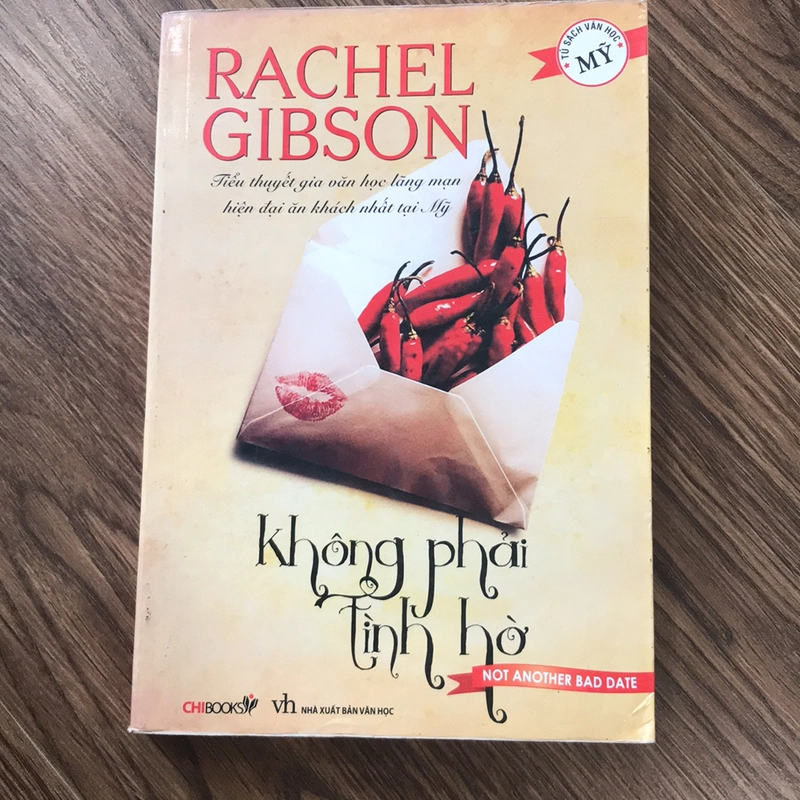 RACHEL
GIBSON
Tiểu thuyết gia văn học lãng mạn
hiện đại ăn khách nhất tại Mỹ
TỦ SÁCH VĂN HỌC
MỸ
Không phải
Tình hờ
NOT ANOTHER BAD DATE
CHIBOOKS
vh NHÀ XUẤT BẢN VĂN HỌC